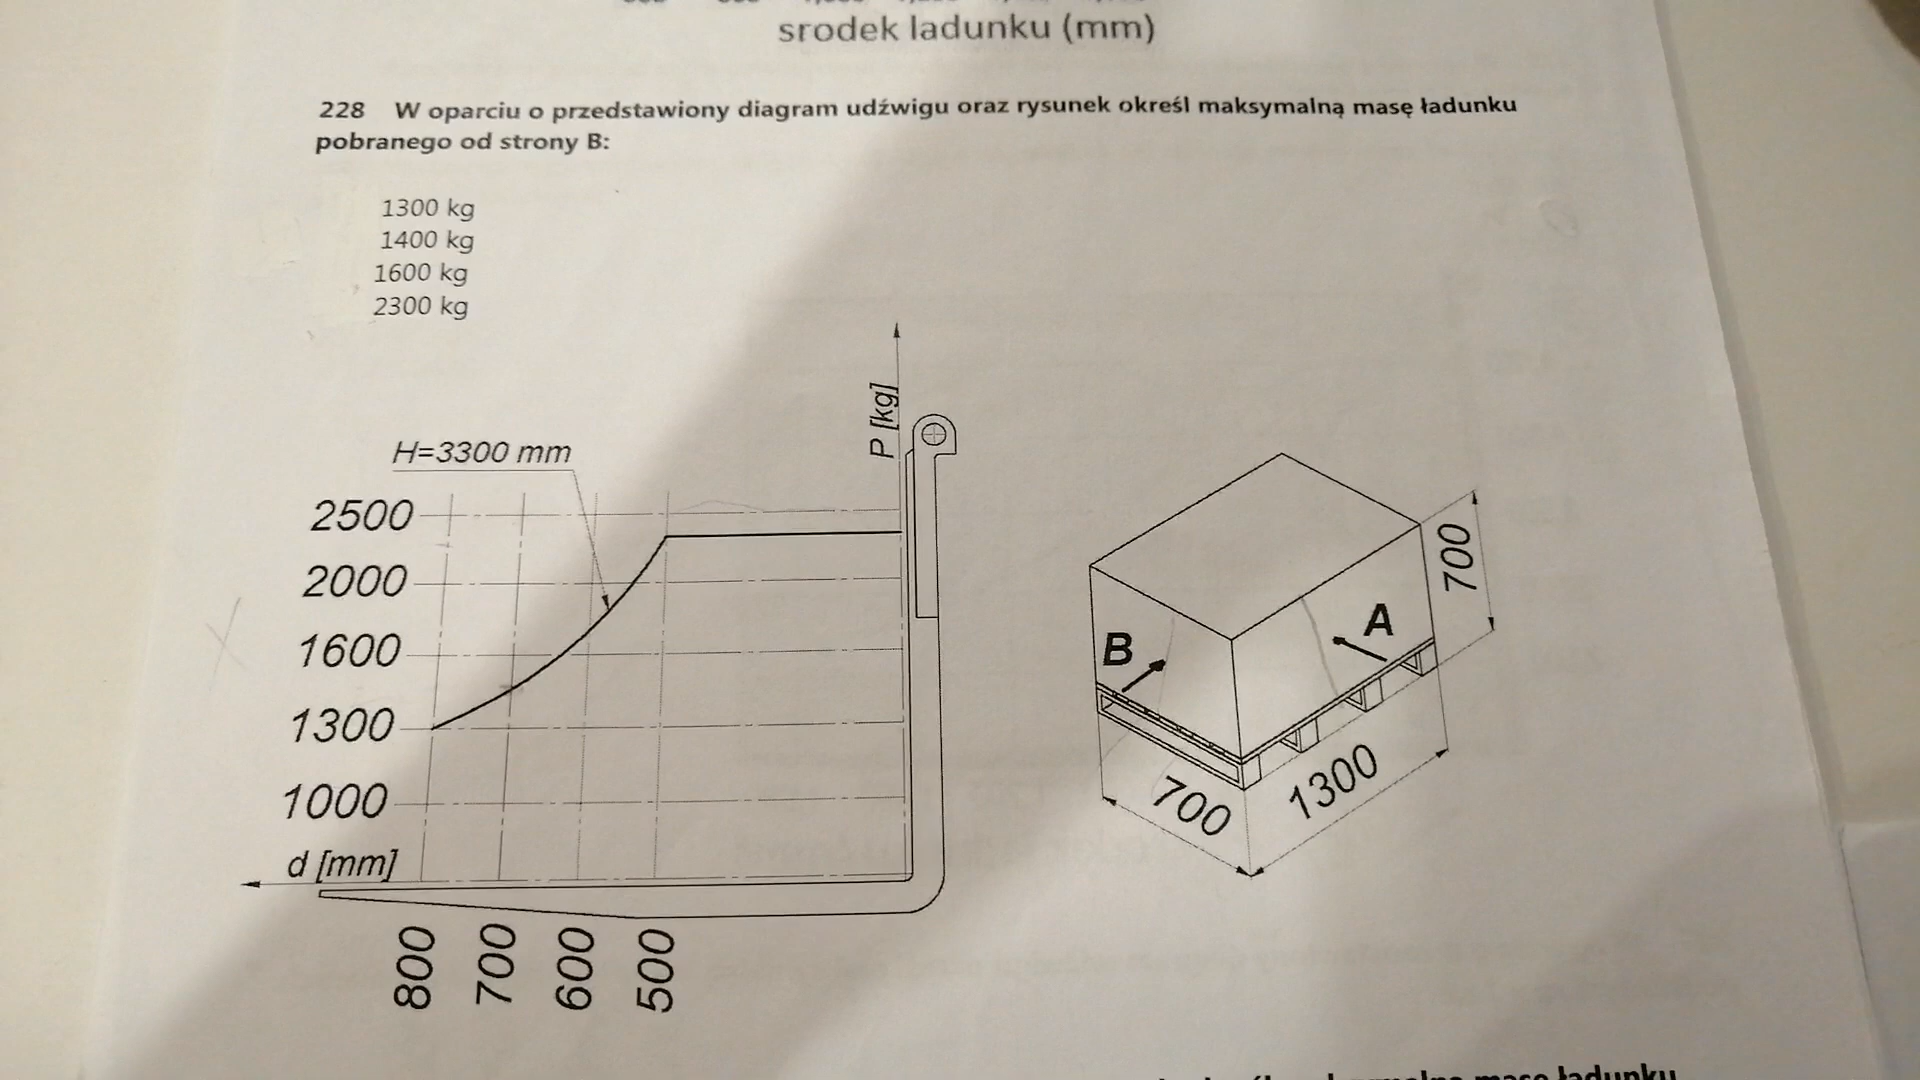 srodek ladunku (mm)
228 W oparciu o przedstawiony diagram udźwigu oraz rysunek określ maksymalną masę ładunku
pobranego od strony B:
1300 kg
1400 kg
1600 kg
2300 kg
P [kg]
H=3300 mm
2500
2000
1600
1300
1000
d [mm]
800
700
600
500
B
A
700
700
1300